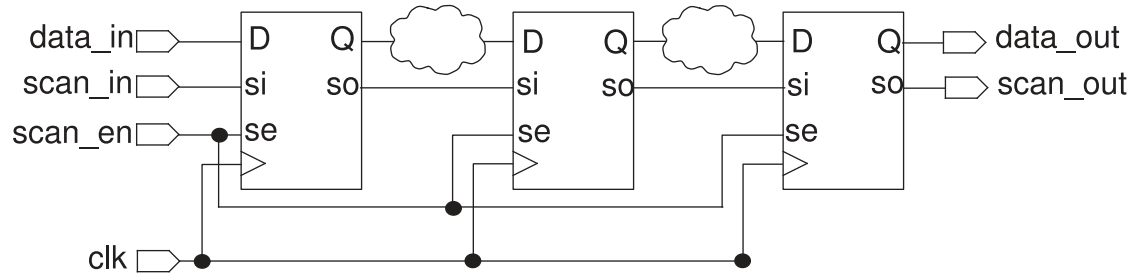 data_in D Q D Q D Q data_out
scan_in si so si so si so scan_out
scan_en se se se
clk